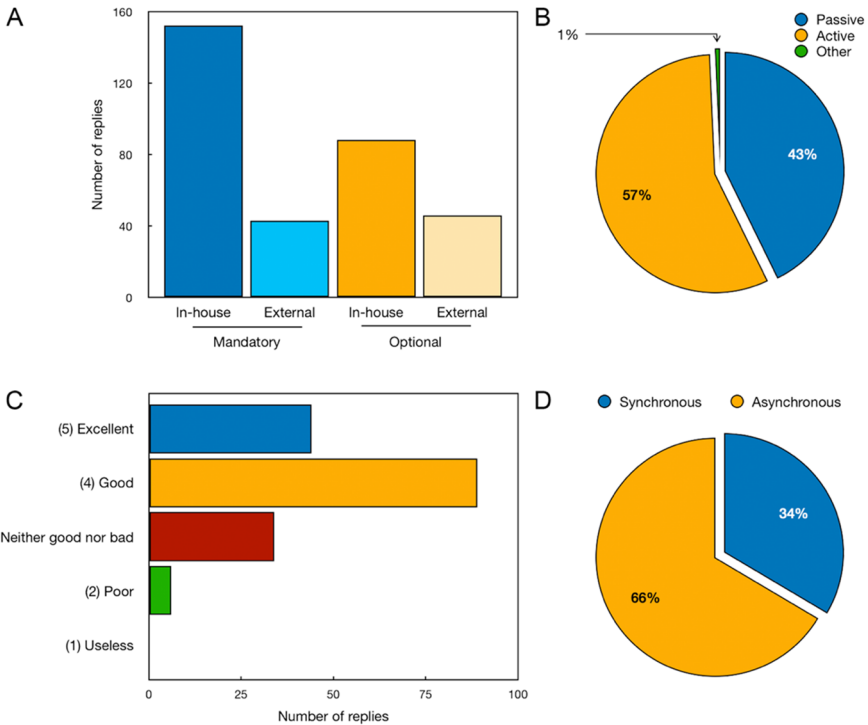 A
160
120
80
40
0
Number of replies
In-house External In-house External
Mandatory Optional
B
1%
Passive
Active
Other
43%
57%
C
(5) Excellent
(4) Good
Neither good nor bad
(2) Poor
(1) Useless
0 25 50 75 100
Number of replies
D
Synchronous Asynchronous
34%
66%